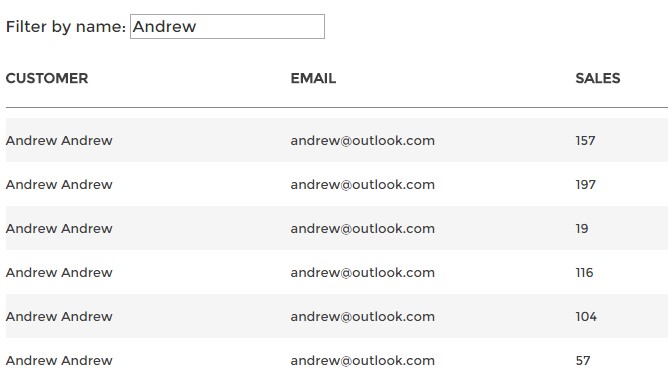 Filter by name: Andrew
CUSTOMER EMAIL SALES
Andrew Andrew andrew@outlook.com 157
Andrew Andrew andrew@outlook.com 197
Andrew Andrew andrew@outlook.com 19
Andrew Andrew andrew@outlook.com 116
Andrew Andrew andrew@outlook.com 104
Andrew Andrew andrew@outlook.com 57